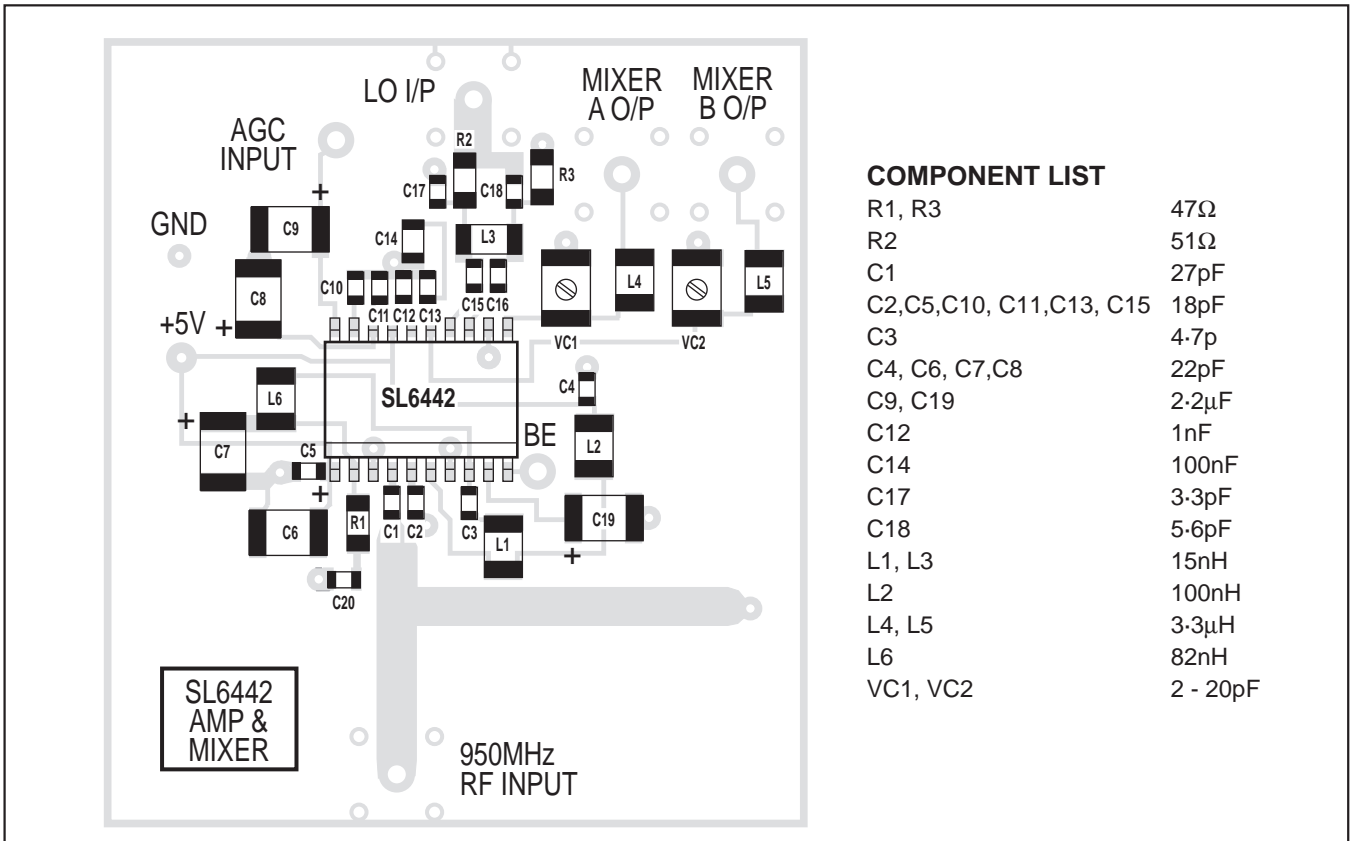 LO I/P
MIXER
A O/P
MIXER
B O/P
AGC
INPUT
R2
R3
C17
C18
+
C9
GND
C14
L3
C8
C10
C11
C12
C13
C15
C16
L4
L5
+5V
+
VC1
VC2
SL6442
L6
C4
+
C7
BE
L2
C5
+
C6
R1
C1
C2
C3
L1
C19
+
C20
SL6442
AMP &
MIXER
950MHz
RF INPUT
COMPONENT LIST
R1, R3 47Ω
R2 51Ω
C1 27pF
C2,C5,C10, C11,C13, C15 18pF
C3 4·7p
C4, C6, C7,C8 22pF
C9, C19 2·2μF
C12 1nF
C14 100nF
C17 3·3pF
C18 5·6pF
L1, L3 15nH
L2 100nH
L4, L5 3·3μH
L6 82nH
VC1, VC2 2 - 20pF